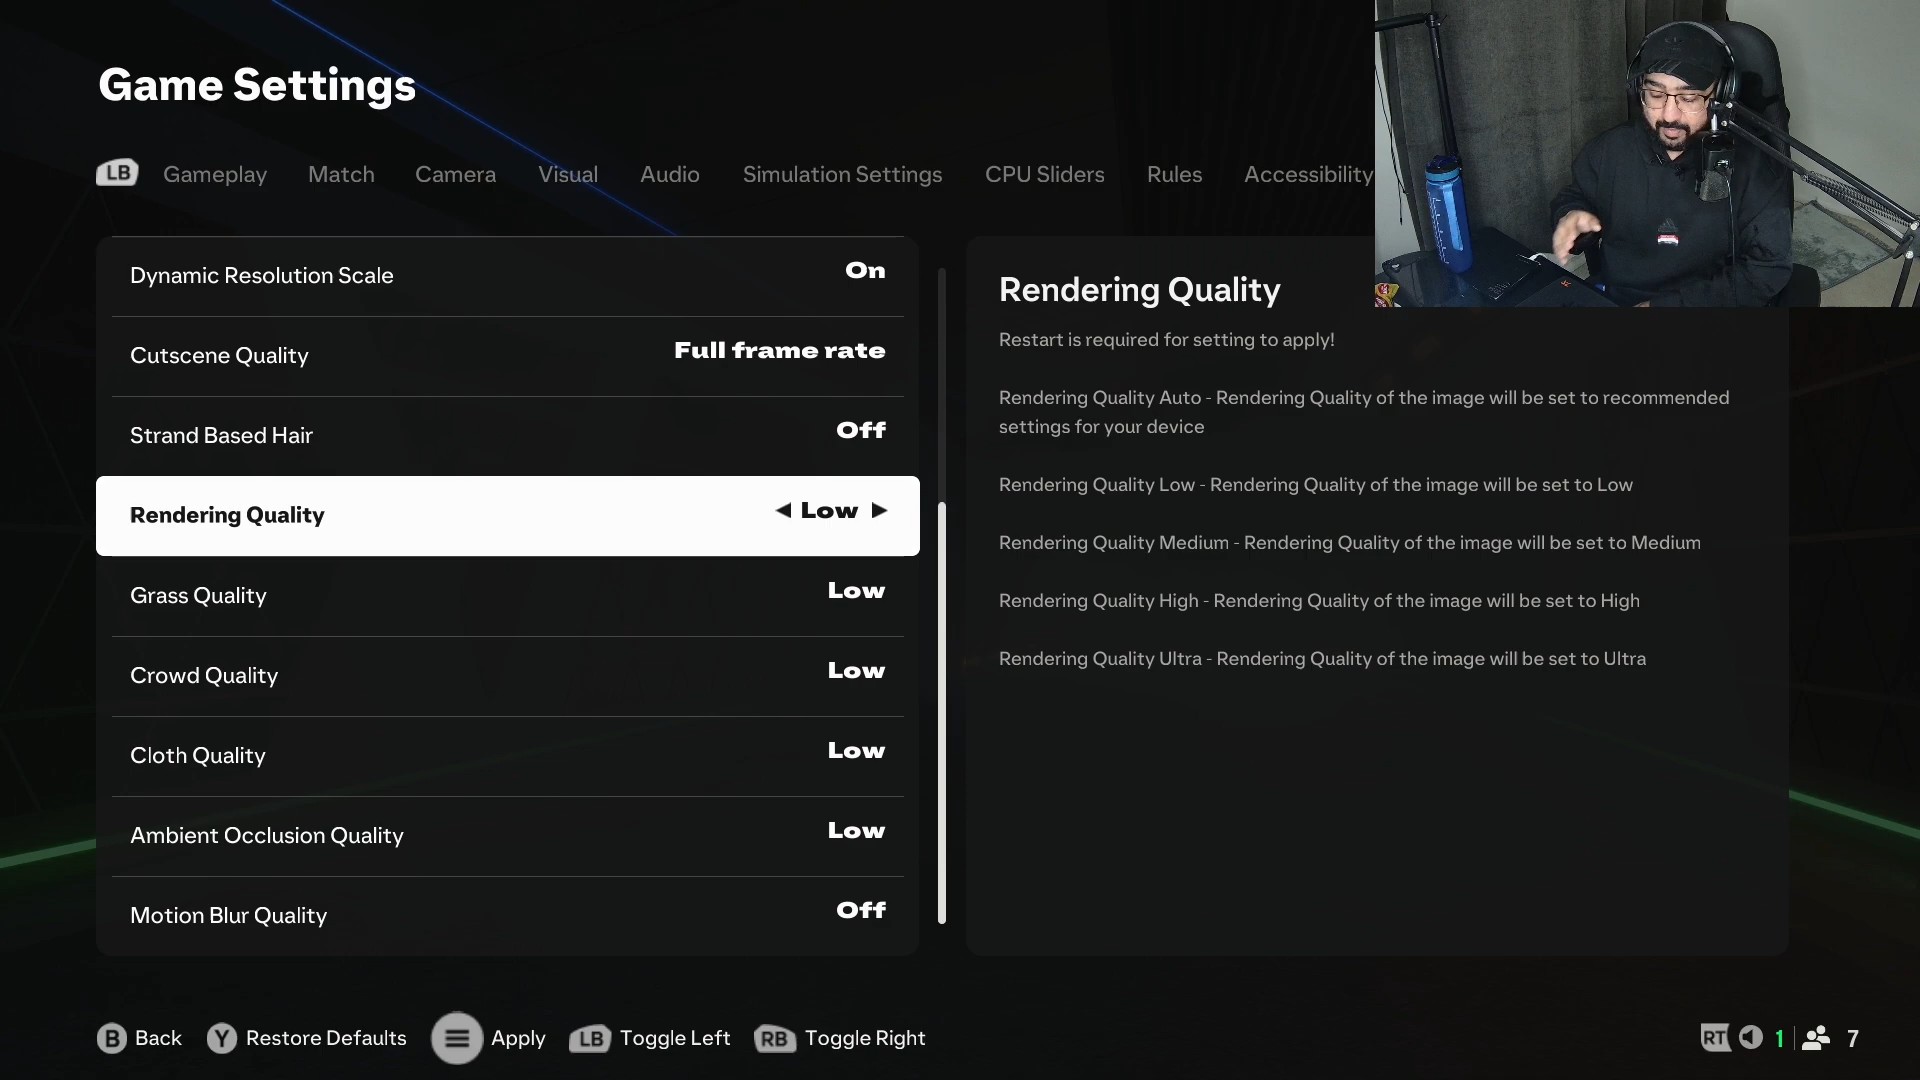 Game Settings
LB Gameplay Match Camera Visual Audio Simulation Settings CPU Sliders Rules Accessibility
Dynamic Resolution Scale On
Cutscene Quality Full frame rate
Strand Based Hair Off
Rendering Quality Low
Grass Quality Low
Crowd Quality Low
Cloth Quality Low
Ambient Occlusion Quality Low
Motion Blur Quality Off
Rendering Quality
Restart is required for setting to apply!
Rendering Quality Auto - Rendering Quality of the image will be set to recommended
settings for your device
Rendering Quality Low - Rendering Quality of the image will be set to Low
Rendering Quality Medium - Rendering Quality of the image will be set to Medium
Rendering Quality High - Rendering Quality of the image will be set to High
Rendering Quality Ultra - Rendering Quality of the image will be set to Ultra
B Back Y Restore Defaults Apply LB Toggle Left RB Toggle Right
RT 1 7